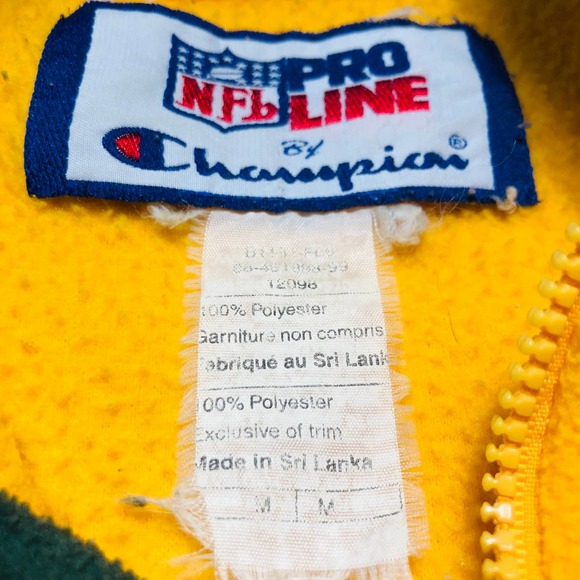 NFL PRO LINE
By
Champion®
12098
100% Polyester
Garniture non compris
Fabriqué au Sri Lank
100% Polyester
Exclusive of trim
Made in Sri Lanka
M M